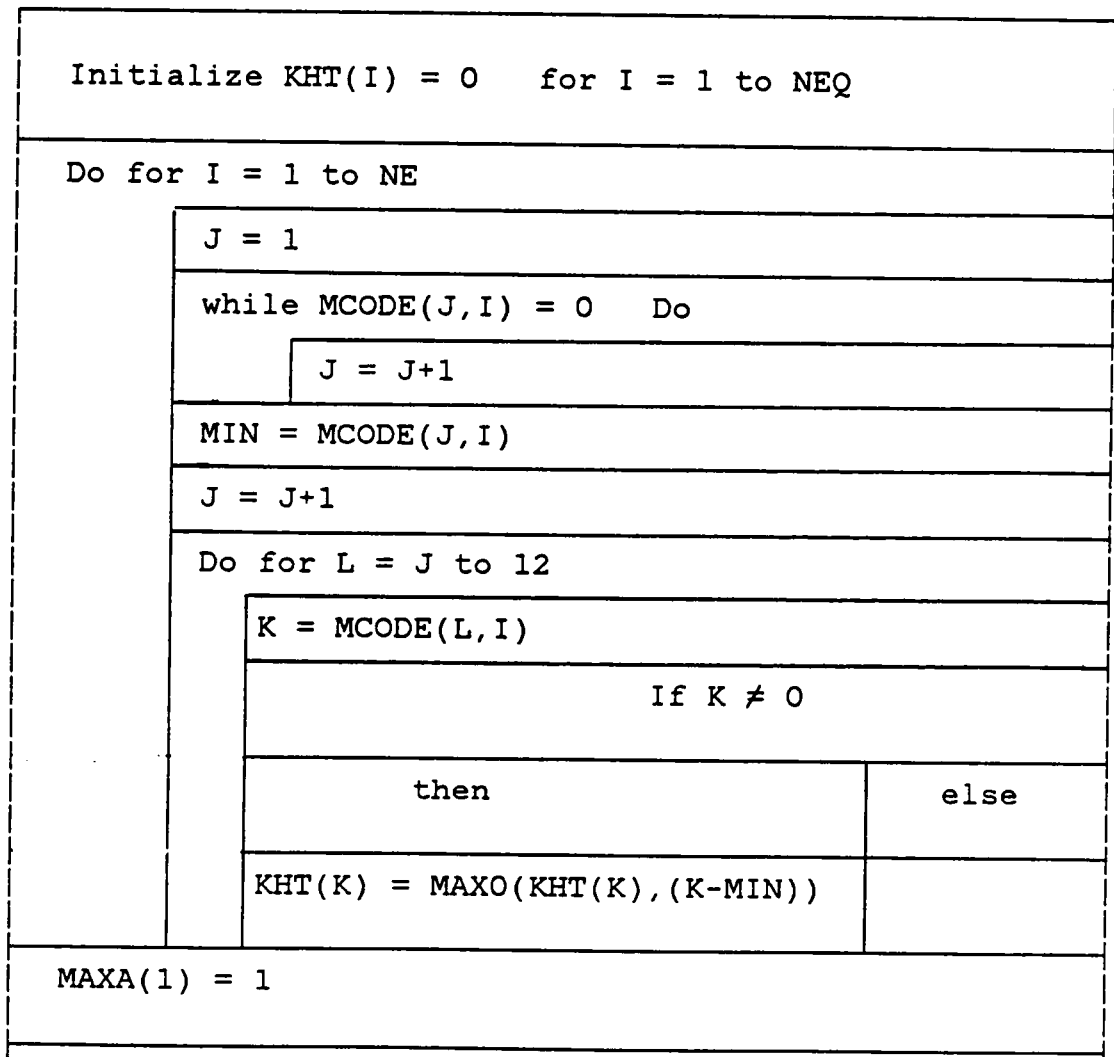 Initialize KHT(I) = 0 for I = 1 to NEQ
Do for I = 1 to NE
J = 1
while MCODE(J,I) = 0 Do
J = J+1
MIN = MCODE(J,I)
J = J+1
Do for L = J to 12
K = MCODE(L,I)
If K ≠ 0
then else
KHT(K) = MAX0(KHT(K),(K-MIN))
MAXA(1) = 1